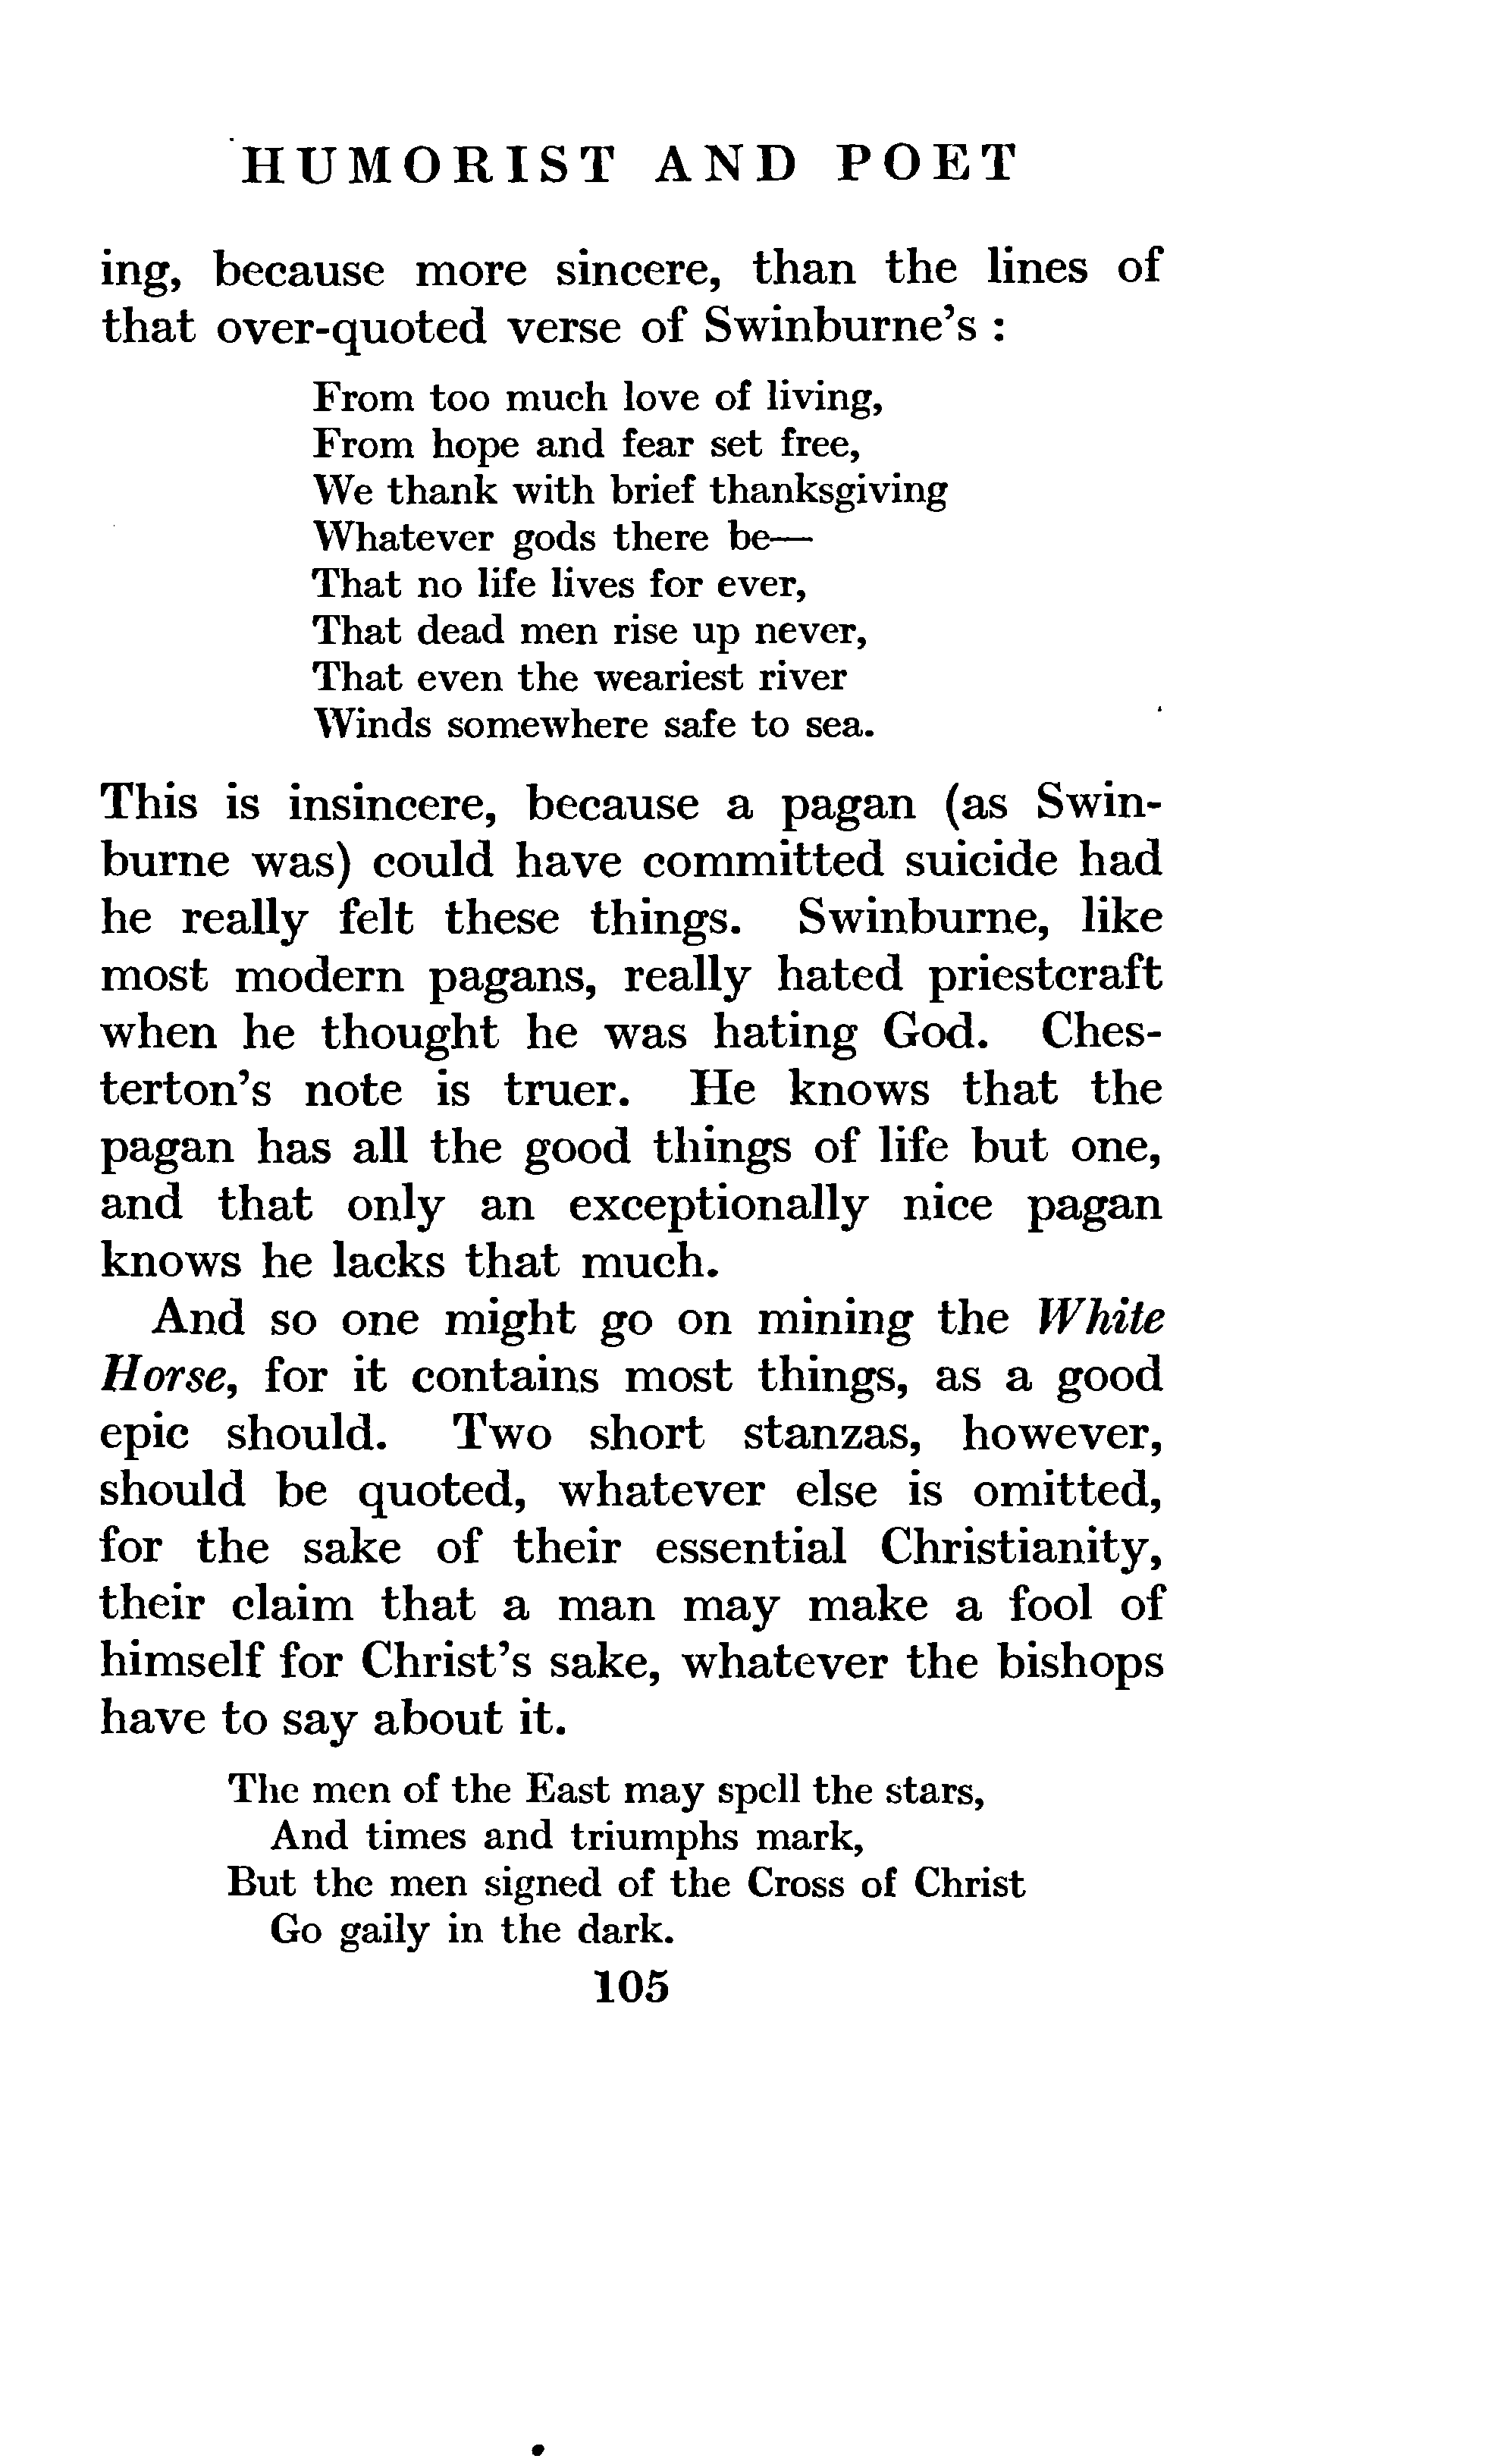 HUMORIST AND POET
ing, because more sincere, than the lines of
that over-quoted verse of Swinburne's :
From too much love of living,
From hope and fear set free,
We thank with brief thanksgiving
Whatever gods there be—
That no life lives for ever,
That dead men rise up never,
That even the weariest river
Winds somewhere safe to sea.
This is insincere, because a pagan (as Swin-
burne was) could have committed suicide had
he really felt these things. Swinburne, like
most modern pagans, really hated priestcraft
when he thought he was hating God. Ches-
terton's note is truer. He knows that the
pagan has all the good things of life but one,
and that only an exceptionally nice pagan
knows he lacks that much.
And so one might go on mining the White
Horse, for it contains most things, as a good
epic should. Two short stanzas, however,
should be quoted, whatever else is omitted,
for the sake of their essential Christianity,
their claim that a man may make a fool of
himself for Christ's sake, whatever the bishops
have to say about it.
The men of the East may spell the stars,
And times and triumphs mark,
But the men signed of the Cross of Christ
Go gaily in the dark.
105